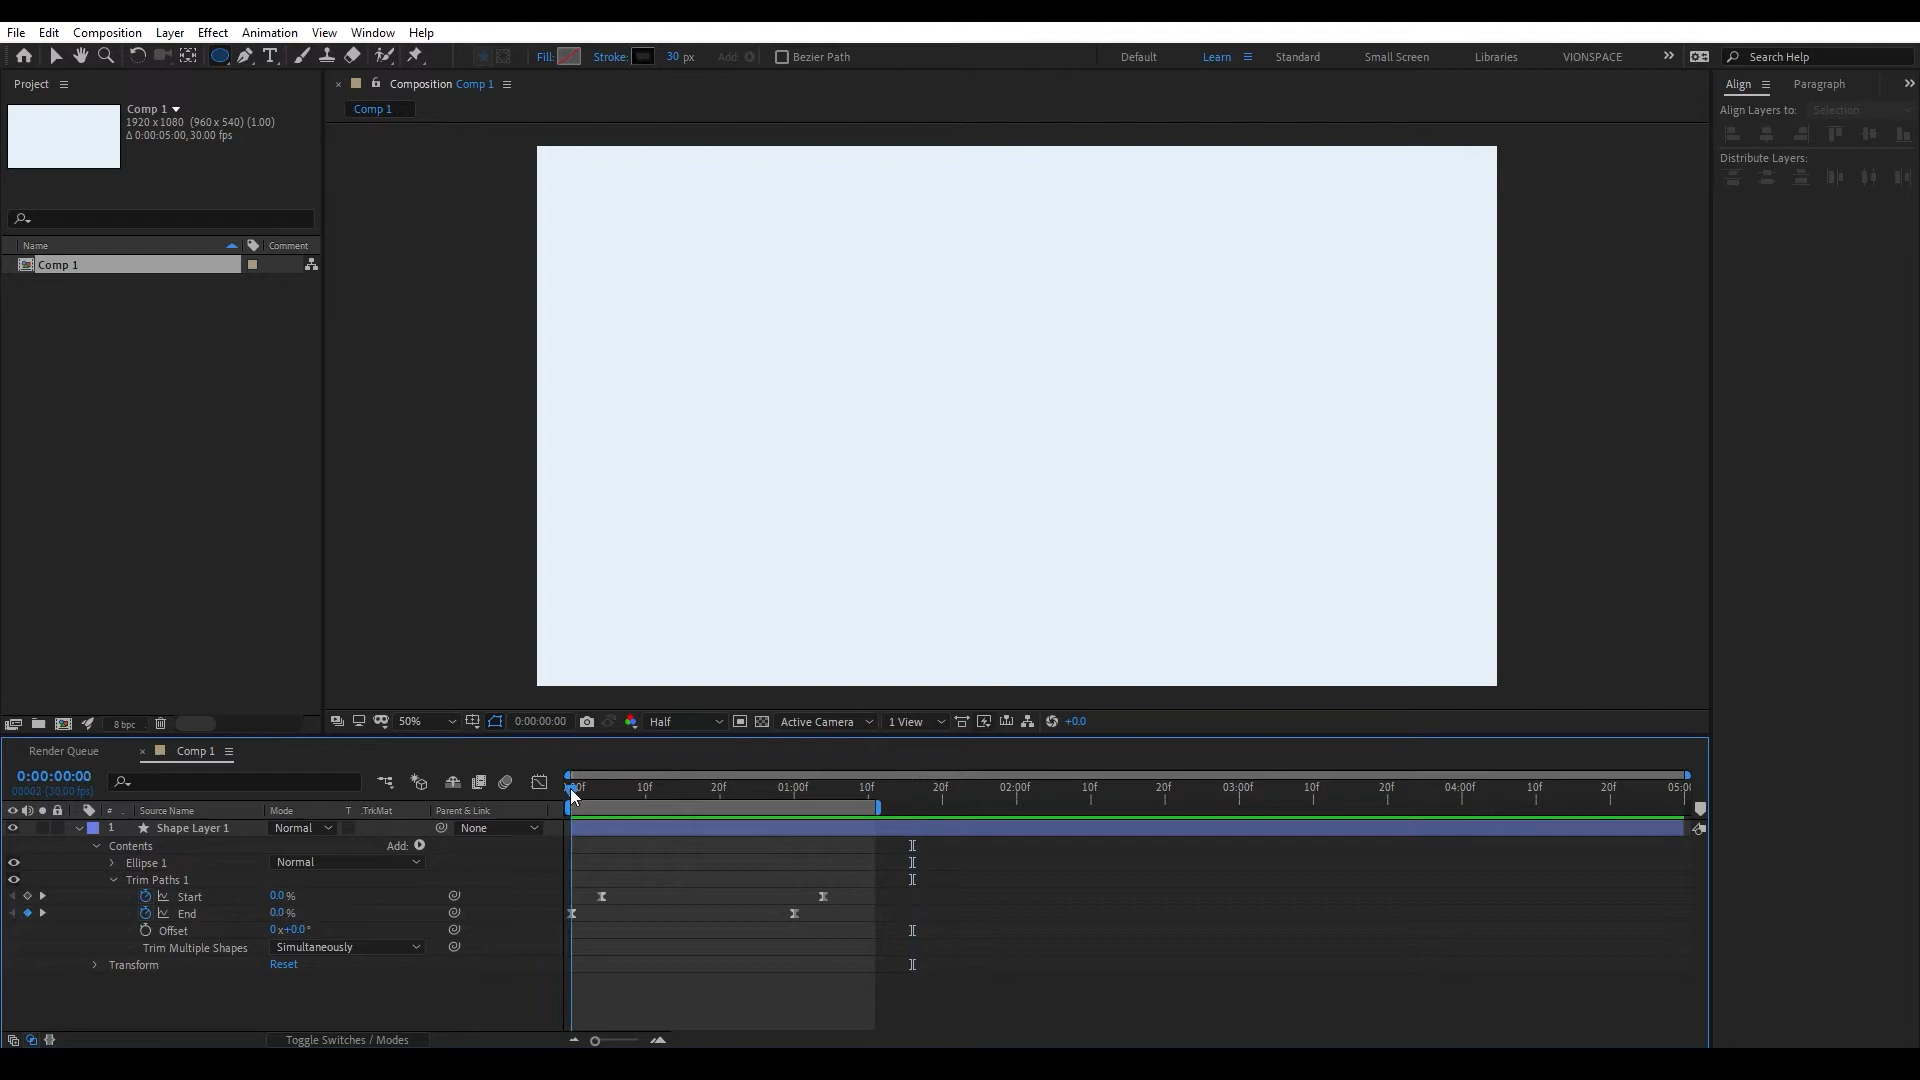 File Edit Composition Layer Effect Animation View Window Help
Fill: Stroke: 30 px Add: Bezier Path Default Learn Standard Small Screen Libraries VIONSPACE Search Help
Project
Comp 1
1920 x 1080 (960 x 540) (1.00)
Δ 0:00:05:00, 30.00 fps
Name Comment
Comp 1
8 bpc
Composition Comp 1
Comp 1
50% 0:00:00:00 Half Active Camera 1 View +0.0
Align Paragraph
Align Layers to: Selection
Distribute Layers:
Render Queue Comp 1
0:00:00:00
00002 (30.00 fps)
10f 20f 01:00f 10f 20f 02:00f 10f 20f 03:00f 10f 20f 04:00f 10f 20f 05:00
# Source Name Mode T .TrkMat Parent & Link
1 Shape Layer 1 Normal None
Contents Add:
Ellipse 1 Normal
Trim Paths 1
Start 0.0 %
End 0.0 %
Offset 0 x+0.0°
Trim Multiple Shapes Simultaneously
Transform Reset
Toggle Switches / Modes